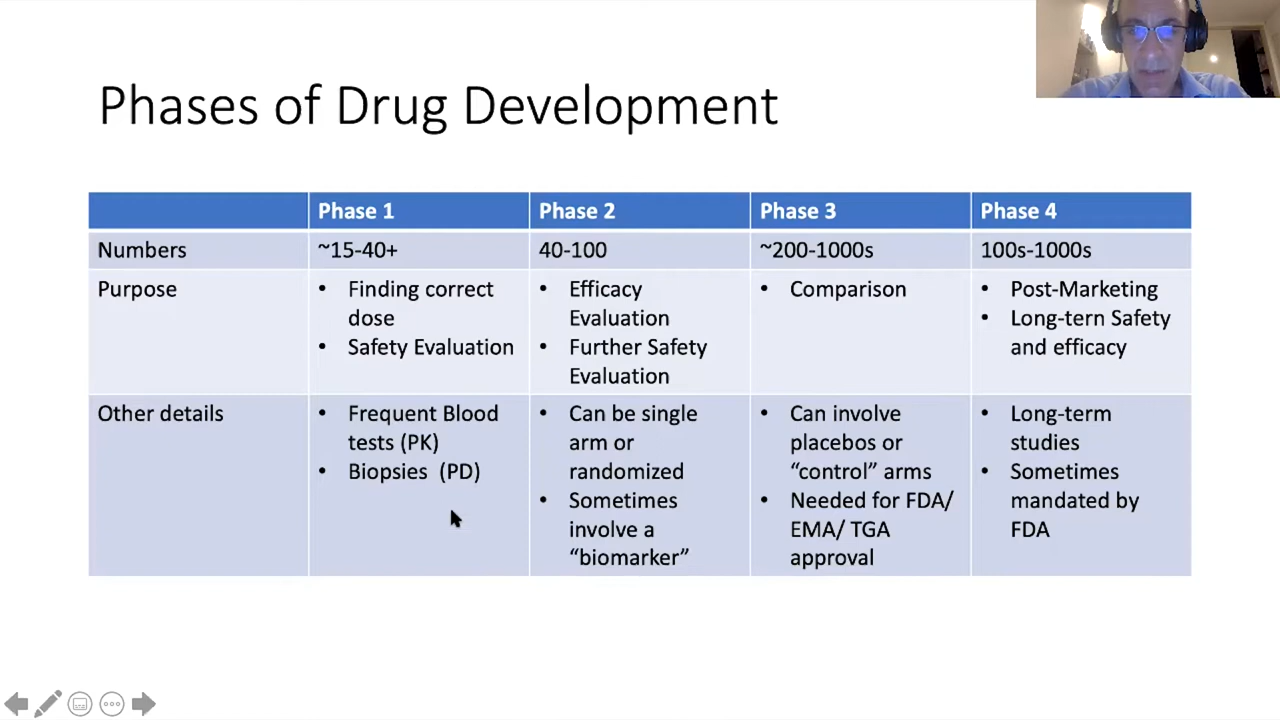 Phases of Drug Development
Phase 1 Phase 2 Phase 3 Phase 4
Numbers ~15-40+ 40-100 ~200-1000s 100s-1000s
Purpose
• Finding correct
dose
• Safety Evaluation
• Efficacy
Evaluation
• Further Safety
Evaluation
• Comparison
• Post-Marketing
• Long-tern Safety
and efficacy
Other details
• Frequent Blood
tests (PK)
• Biopsies (PD)
• Can be single
arm or
randomized
• Sometimes
involve a
“biomarker”
• Can involve
placebos or
“control” arms
• Needed for FDA/
EMA/ TGA
approval
• Long-term
studies
• Sometimes
mandated by
FDA